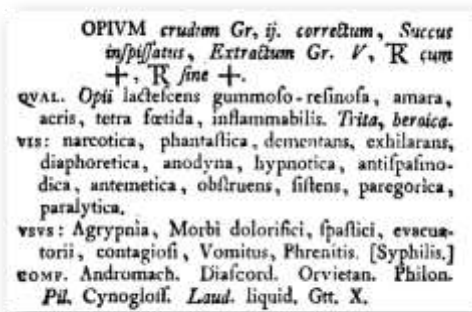 OPIVM crudum Gr, ij. correctum, Succus
inſpiſſatus, Extractum Gr. V, ℞ cum
🜊, ℞ ſine 🜊.
QVAL. Opii lacteſcens gummoſo-reſinoſa, amara,
acris, tetra fœtida, inflammabilis. Trita, heroica.
VIS: narcotica, phantaſtica, dementans, exhilarans,
diaphoretica, anodyna, hypnotica, antiſpaſmo-
dica, antemetica, obſtruens, ſiſtens, paregorica,
paralytica.
VSVS: Agrypnia, Morbi dolorifici, ſpaſtici, evacua-
torii, contagioſi, Vomitus, Phrenitis. [Syphilis.]
COMP. Andromach. Diaſcord. Orvietan. Philon.
Pil. Cynogloſſ. Laud. liquid. Gtt. X.